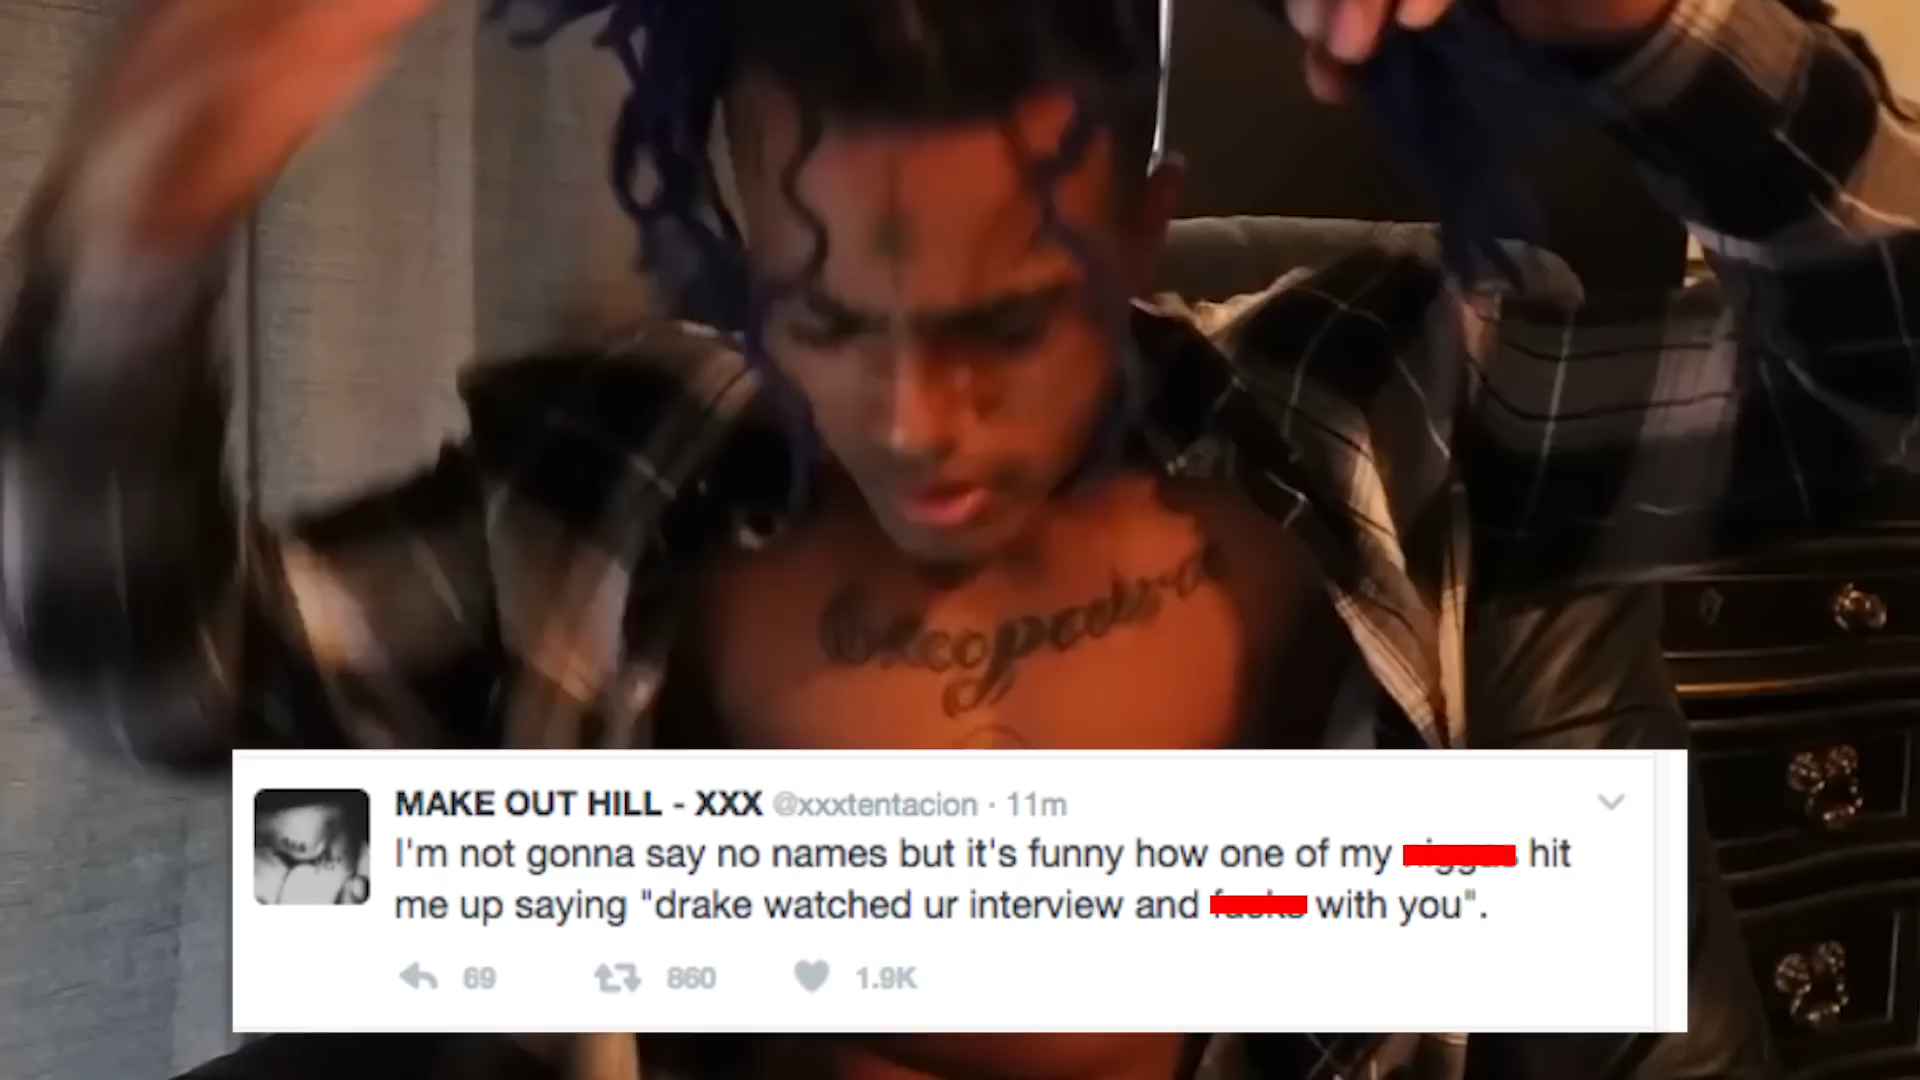 Cleopatra
MAKE OUT HILL - XXX @xxxtentacion · 11m
I'm not gonna say no names but it's funny how one of my hit
me up saying "drake watched ur interview and with you".
69 860 1.9K